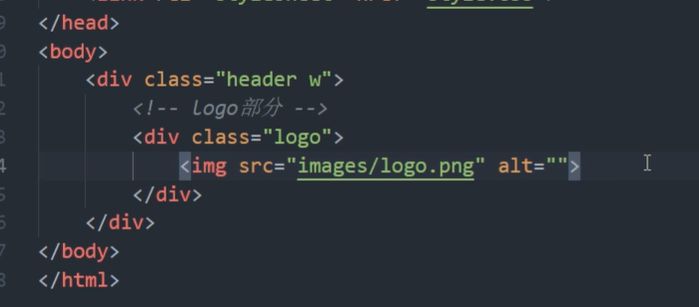 </head>
<body>
<div class="header w">
<!-- Logo部分 -->
<div class="logo">
<img src="images/logo.png" alt="">
</div>
</div>
</body>
</html>